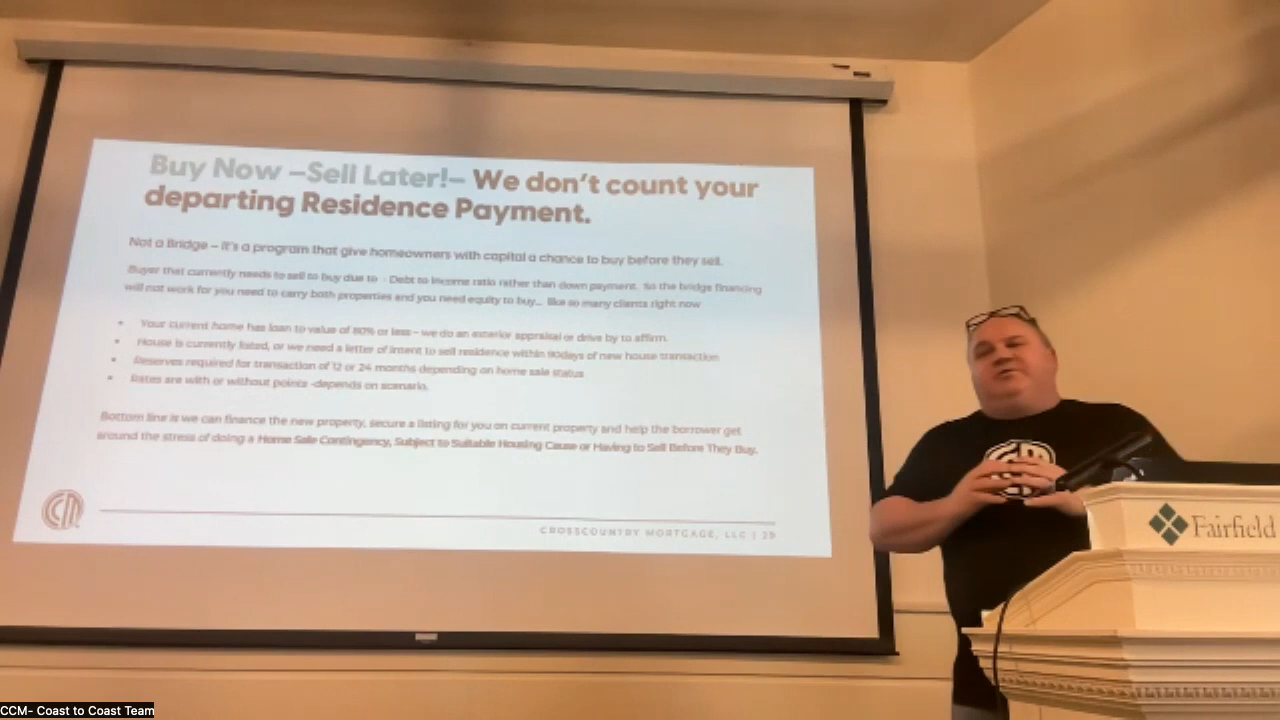 Buy Now –Sell Later!– We don't count your
departing Residence Payment.
Not a Bridge – It's a program that give homeowners with capital a chance to buy before they sell.
Buyer that currently needs to sell to buy due to - Debt to income ratio rather than down payment. So the bridge financing
will not work for you need to carry both properties and you need equity to buy... like so many clients right now
• Your current home has loan to value of 80% or less – we do an exterior appraisal or drive by to affirm.
• House is currently listed, or we need a letter of intent to sell residence within 90days of new house transaction
• Reserves required for transaction of 12 or 24 months depending on home sale status
• Rates are with or without points -depends on scenario.
Bottom line is we can finance the new property, secure a listing for you on current property and help the borrower get
around the stress of doing a Home Sale Contingency, Subject to Suitable Housing Cause or Having to Sell Before They Buy.
CROSSCOUNTRY MORTGAGE, LLC | 29
Fairfield
CCM- Coast to Coast Team